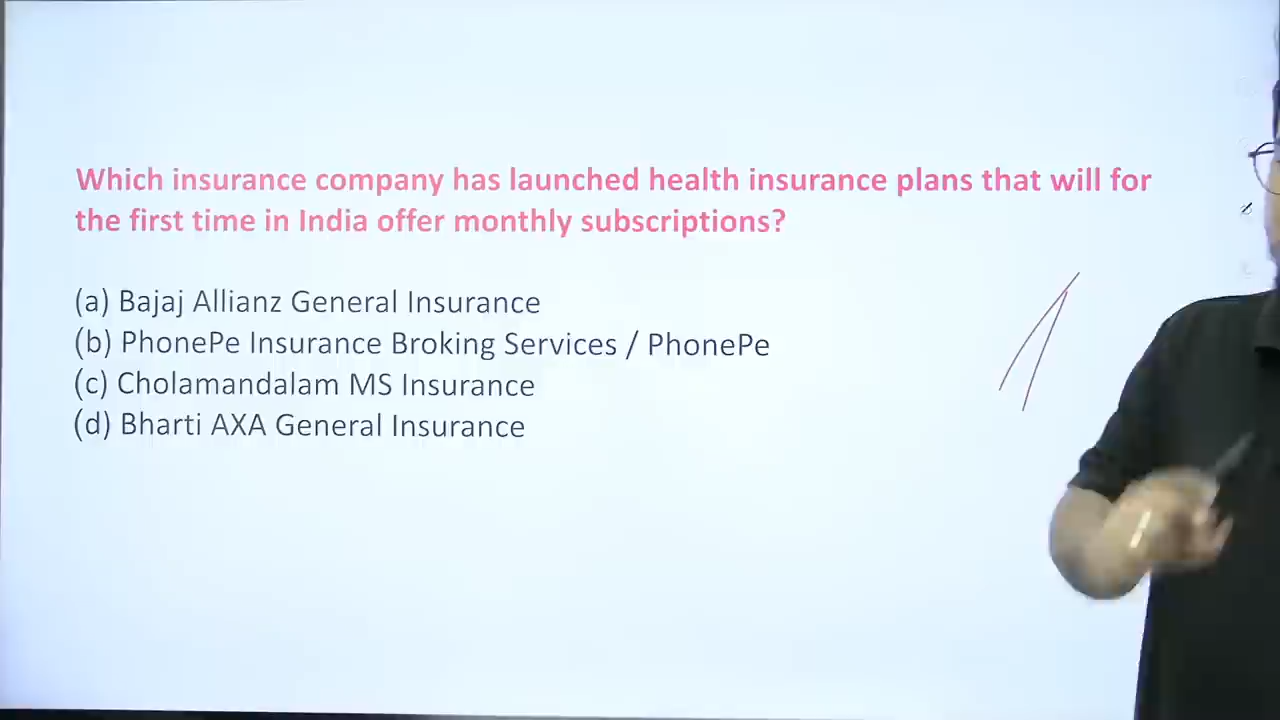 Which insurance company has launched health insurance plans that will for
the first time in India offer monthly subscriptions?
(a) Bajaj Allianz General Insurance
(b) PhonePe Insurance Broking Services / PhonePe
(c) Cholamandalam MS Insurance
(d) Bharti AXA General Insurance